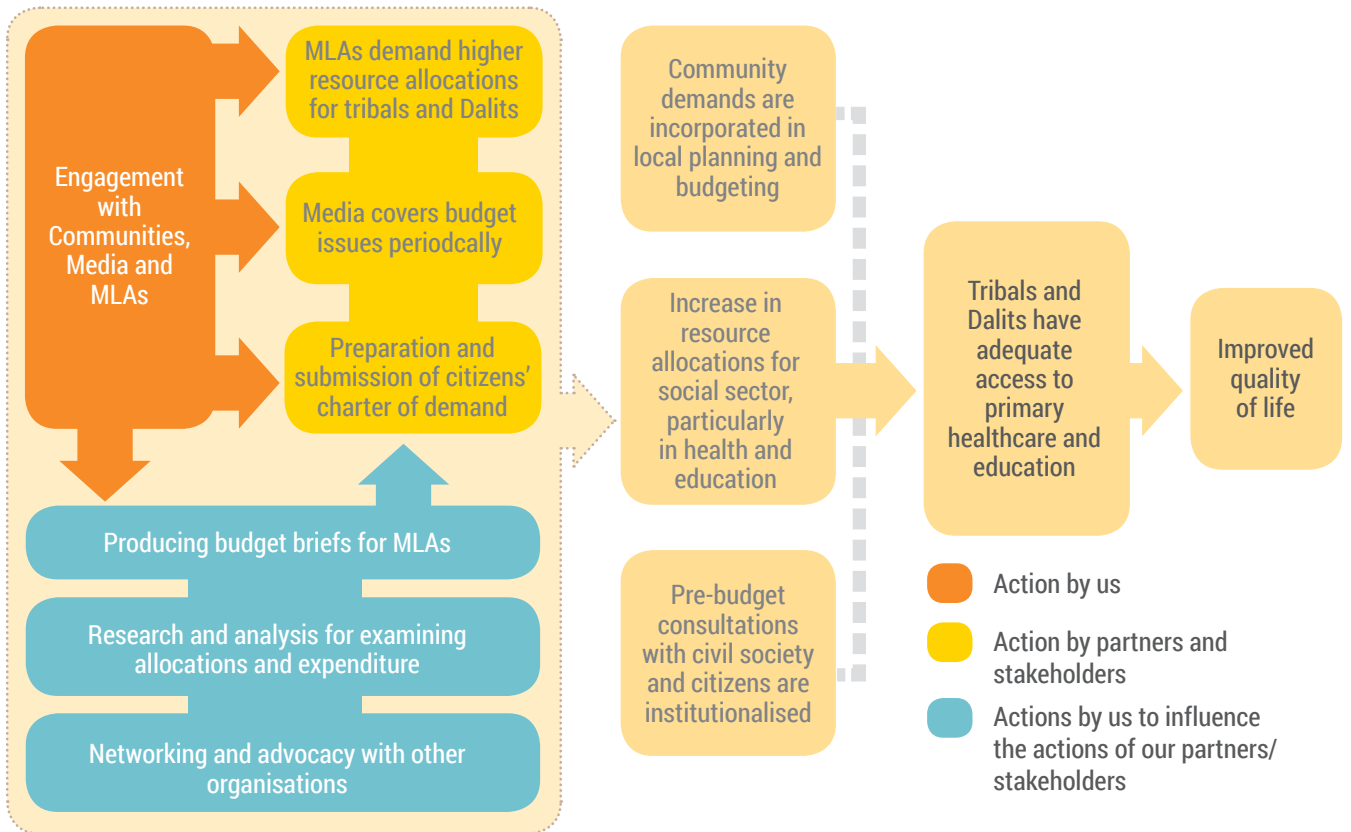 Engagement
with
Communities,
Media and
MLAs
MLAs demand higher
resource allocations
for tribals and Dalits
Media covers budget
issues periodcally
Preparation and
submission of citizens’
charter of demand
Producing budget briefs for MLAs
Research and analysis for examining
allocations and expenditure
Networking and advocacy with other
organisations
Community
demands are
incorporated in
local planning and
budgeting
Increase in
resource
allocations for
social sector,
particularly
in health and
education
Pre-budget
consultations
with civil society
and citizens are
institutionalised
Tribals and
Dalits have
adequate
access to
primary
healthcare and
education
Improved
quality
of life
Action by us
Action by partners and
stakeholders
Actions by us to influence
the actions of our partners/
stakeholders